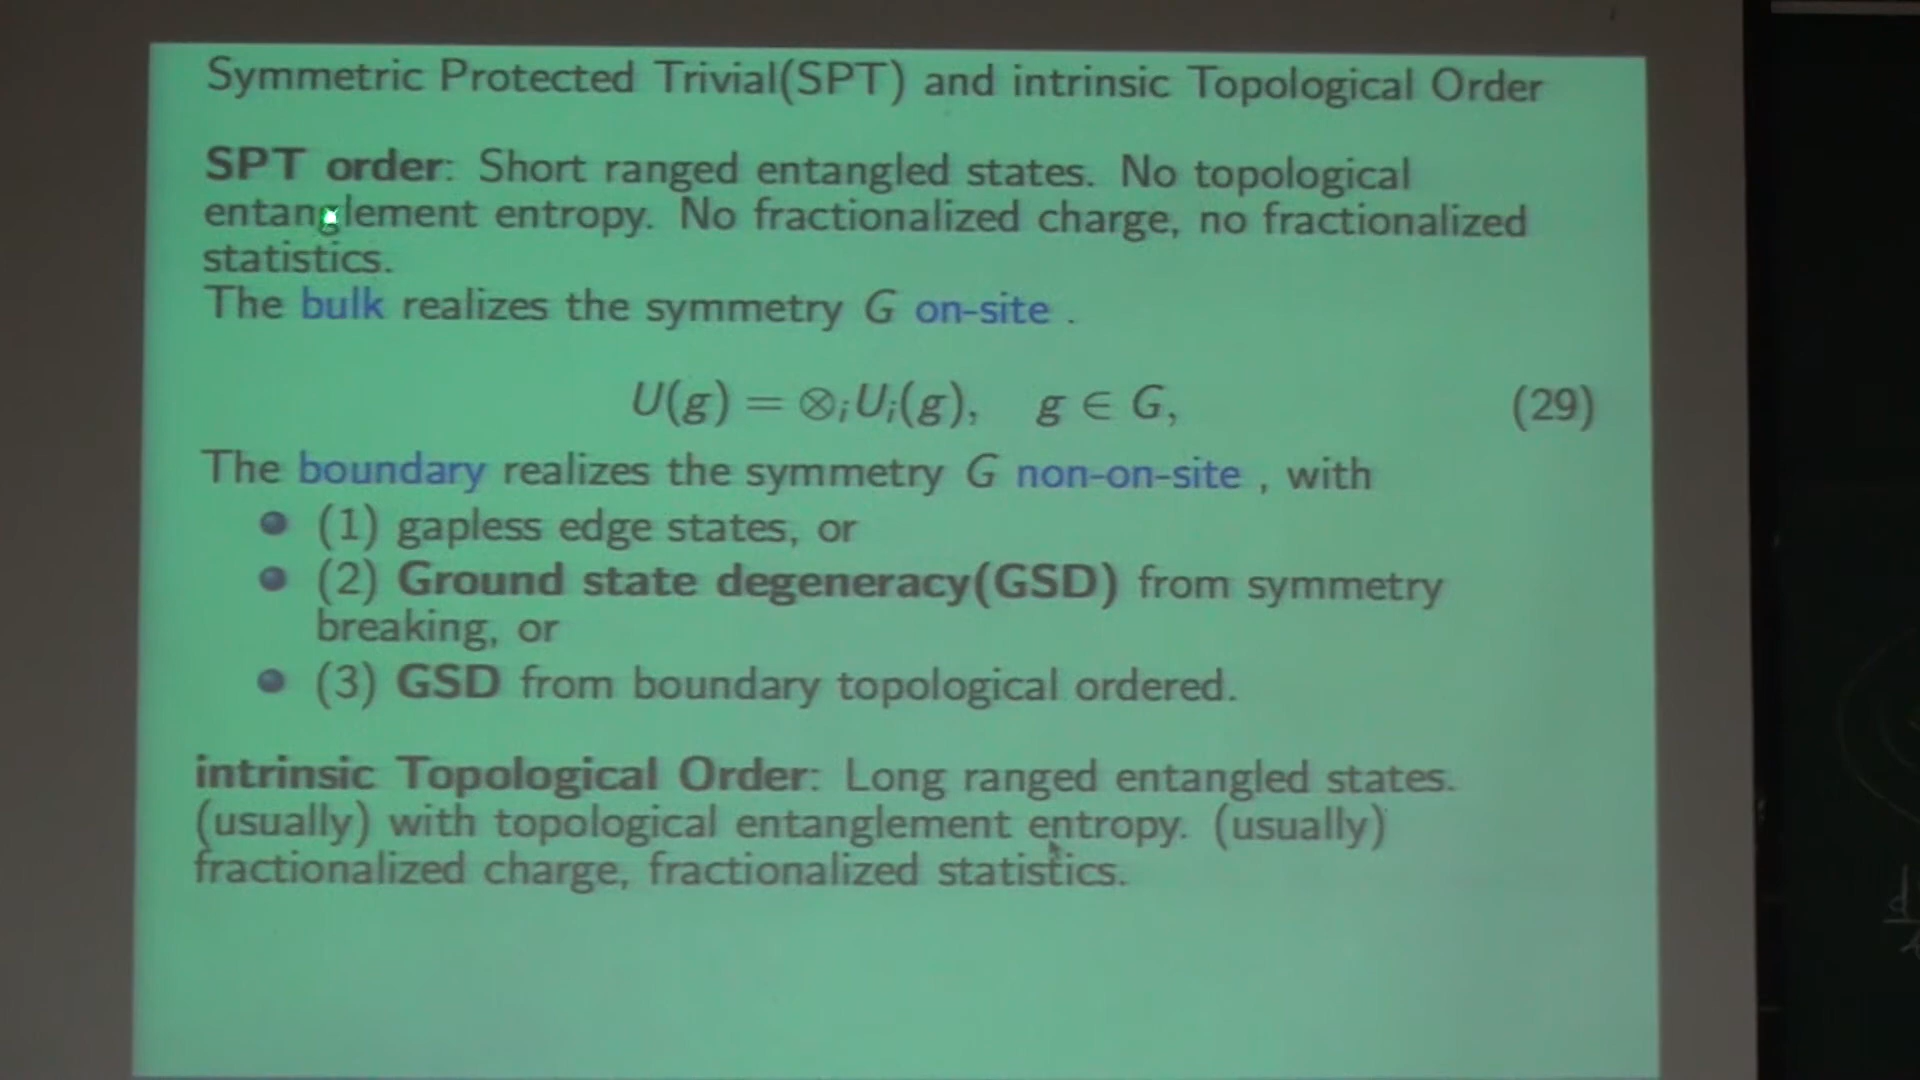 Symmetric Protected Trivial(SPT) and intrinsic Topological Order
SPT order: Short ranged entangled states. No topological
entanglement entropy. No fractionalized charge, no fractionalized
statistics.
The bulk realizes the symmetry G on-site .
U(g) = ⊗ᵢUᵢ(g), g ∈ G, (29)
The boundary realizes the symmetry G non-on-site , with
(1) gapless edge states, or
(2) Ground state degeneracy(GSD) from symmetry
breaking, or
(3) GSD from boundary topological ordered.
intrinsic Topological Order: Long ranged entangled states.
(usually) with topological entanglement entropy. (usually)
fractionalized charge, fractionalized statistics.